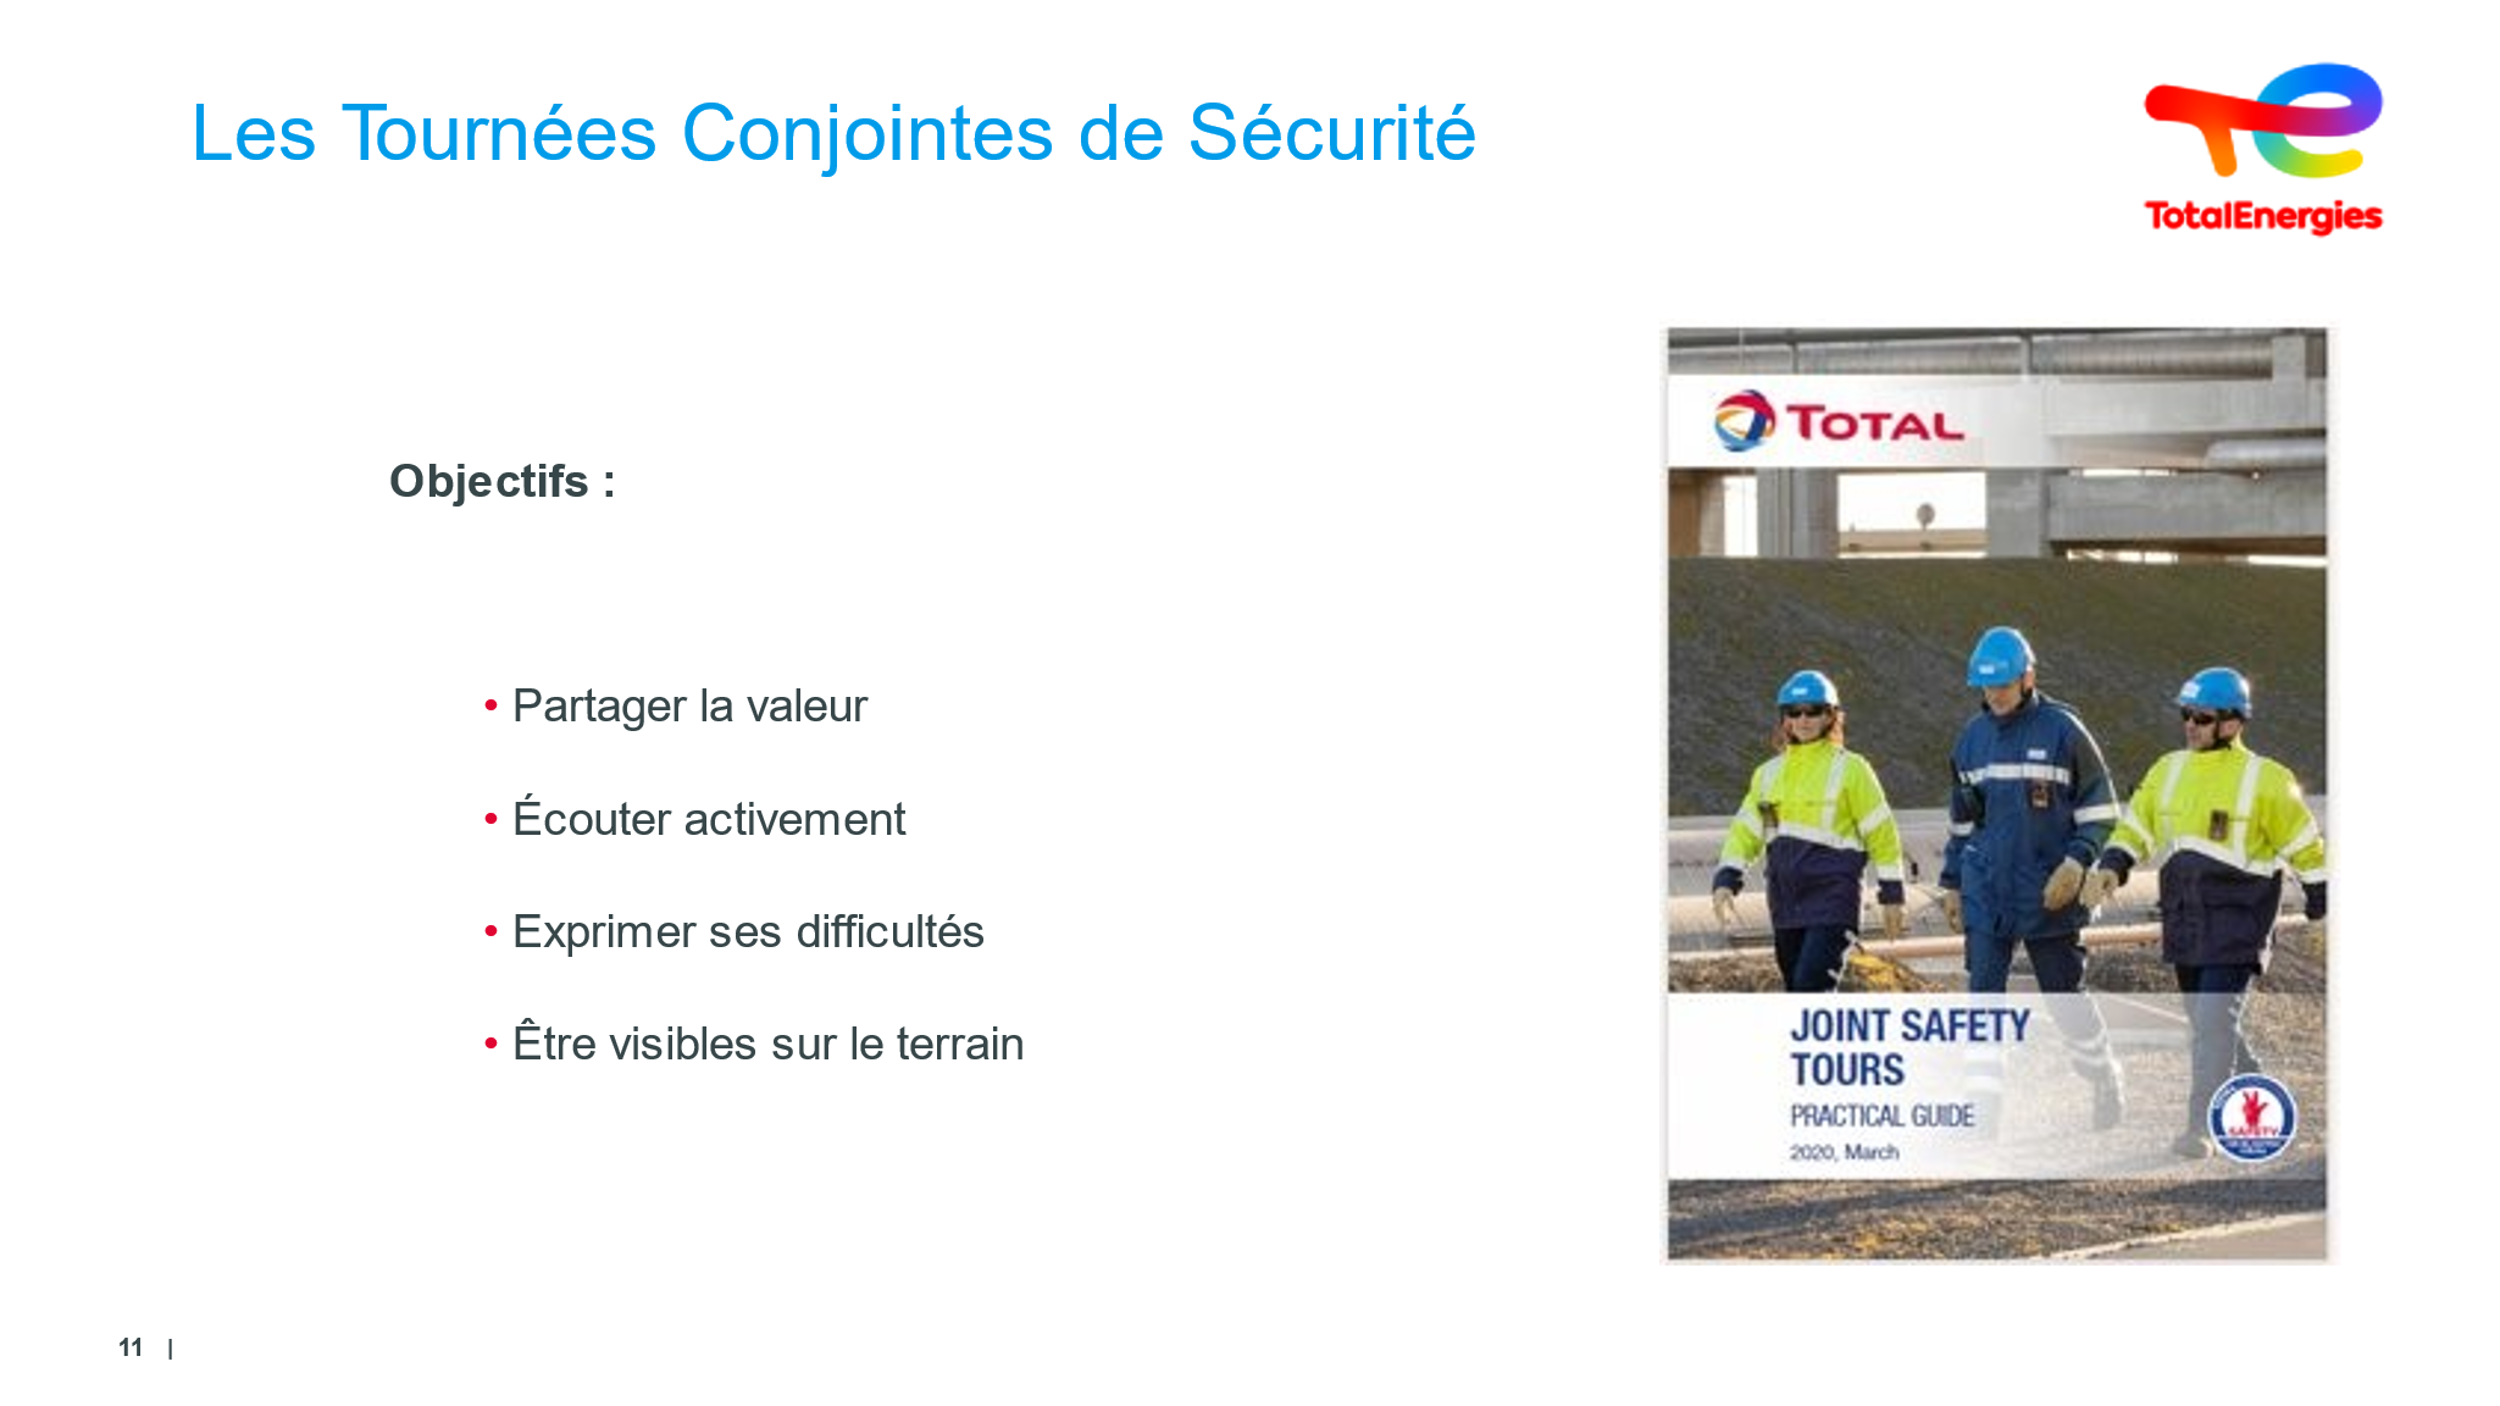 Les Tournées Conjointes de Sécurité
TotalEnergies
Objectifs :
• Partager la valeur
• Écouter activement
• Exprimer ses difficultés
• Être visibles sur le terrain
TOTAL
JOINT SAFETY
TOURS
PRACTICAL GUIDE
2020, March
SAFETY
11 |